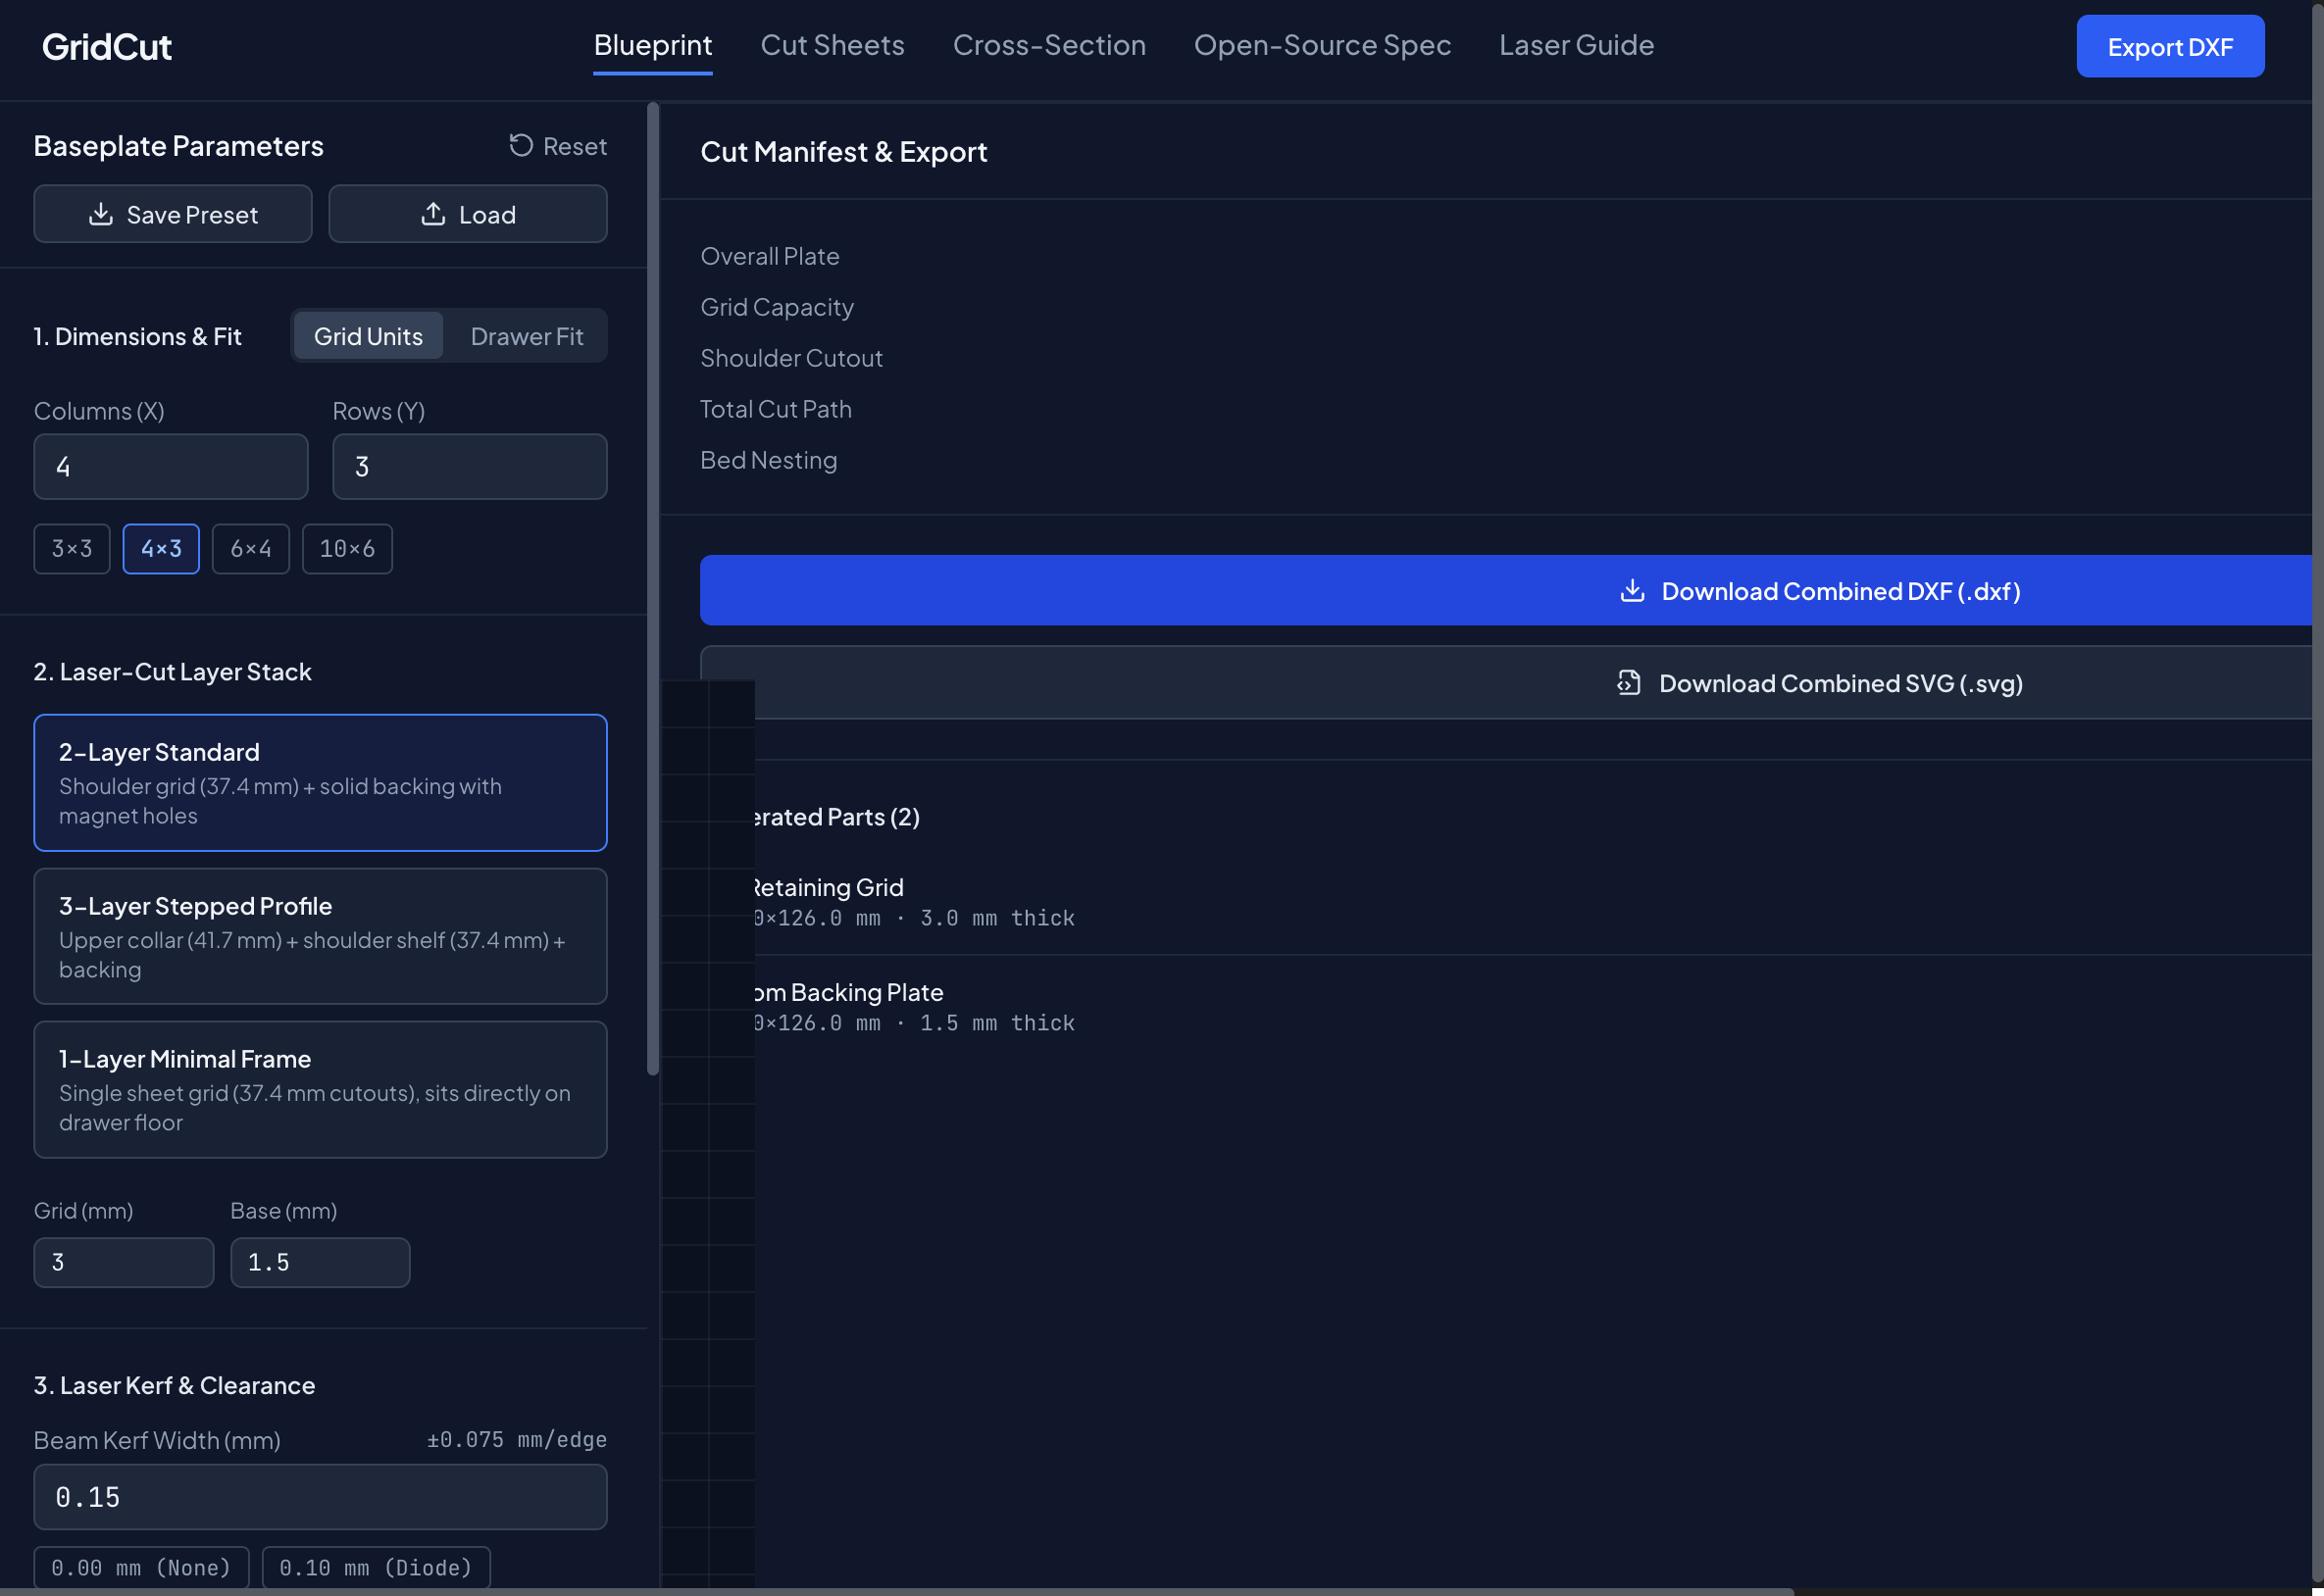 GridCut
Blueprint
Cut Sheets
Cross-Section
Open-Source Spec
Laser Guide
Export DXF
Baseplate Parameters
Reset
Save Preset
Load
1. Dimensions & Fit
Grid Units
Drawer Fit
Columns (X)
Rows (Y)
4
3
3×3
4×3
6×4
10×6
2. Laser-Cut Layer Stack
2-Layer Standard
Shoulder grid (37.4 mm) + solid backing with
magnet holes
3-Layer Stepped Profile
Upper collar (41.7 mm) + shoulder shelf (37.4 mm) +
backing
1-Layer Minimal Frame
Single sheet grid (37.4 mm cutouts), sits directly on
drawer floor
Grid (mm)
Base (mm)
3
1.5
3. Laser Kerf & Clearance
Beam Kerf Width (mm)
±0.075 mm/edge
0.15
0.00 mm (None)
0.10 mm (Diode)
Cut Manifest & Export
Overall Plate
Grid Capacity
Shoulder Cutout
Total Cut Path
Bed Nesting
Download Combined DXF (.dxf)
Download Combined SVG (.svg)
erated Parts (2)
Retaining Grid
0×126.0 mm · 3.0 mm thick
om Backing Plate
0×126.0 mm · 1.5 mm thick